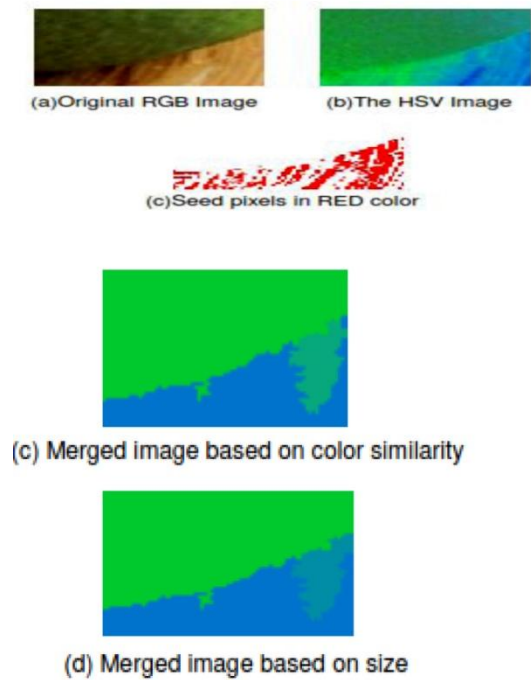 (a)Original RGB Image
(b)The HSV Image
(c)Seed pixels in RED color
(c) Merged image based on color similarity
(d) Merged image based on size